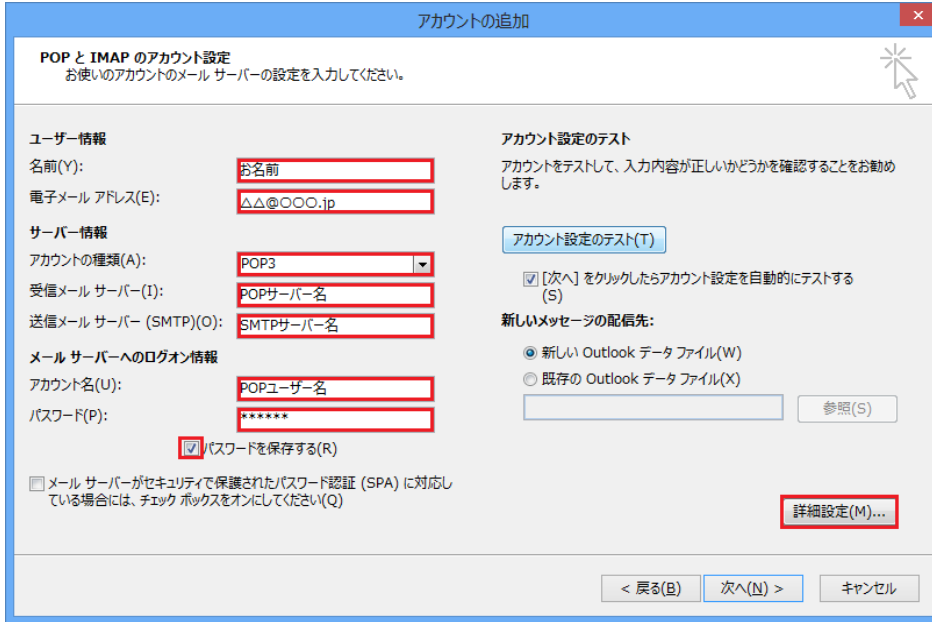 アカウントの追加
POP と IMAP のアカウント設定
お使いのアカウントのメール サーバーの設定を入力してください。
ユーザー情報
名前(Y):
お名前
電子メール アドレス(E):
△△@○○○.jp
サーバー情報
アカウントの種類(A):
POP3
受信メール サーバー(I):
POPサーバー名
送信メール サーバー (SMTP)(O):
SMTPサーバー名
メール サーバーへのログオン情報
アカウント名(U):
POPユーザー名
パスワード(P):
******
パスワードを保存する(R)
メール サーバーがセキュリティで保護されたパスワード認証 (SPA) に対応し
ている場合には、チェック ボックスをオンにしてください(Q)
アカウント設定のテスト
アカウントをテストして、入力内容が正しいかどうかを確認することをお勧め
します。
アカウント設定のテスト(T)
[次へ] をクリックしたらアカウント設定を自動的にテストする
(S)
新しいメッセージの配信先:
新しい Outlook データ ファイル(W)
既存の Outlook データ ファイル(X)
参照(S)
詳細設定(M)...
< 戻る(B)
次へ(N) >
キャンセル